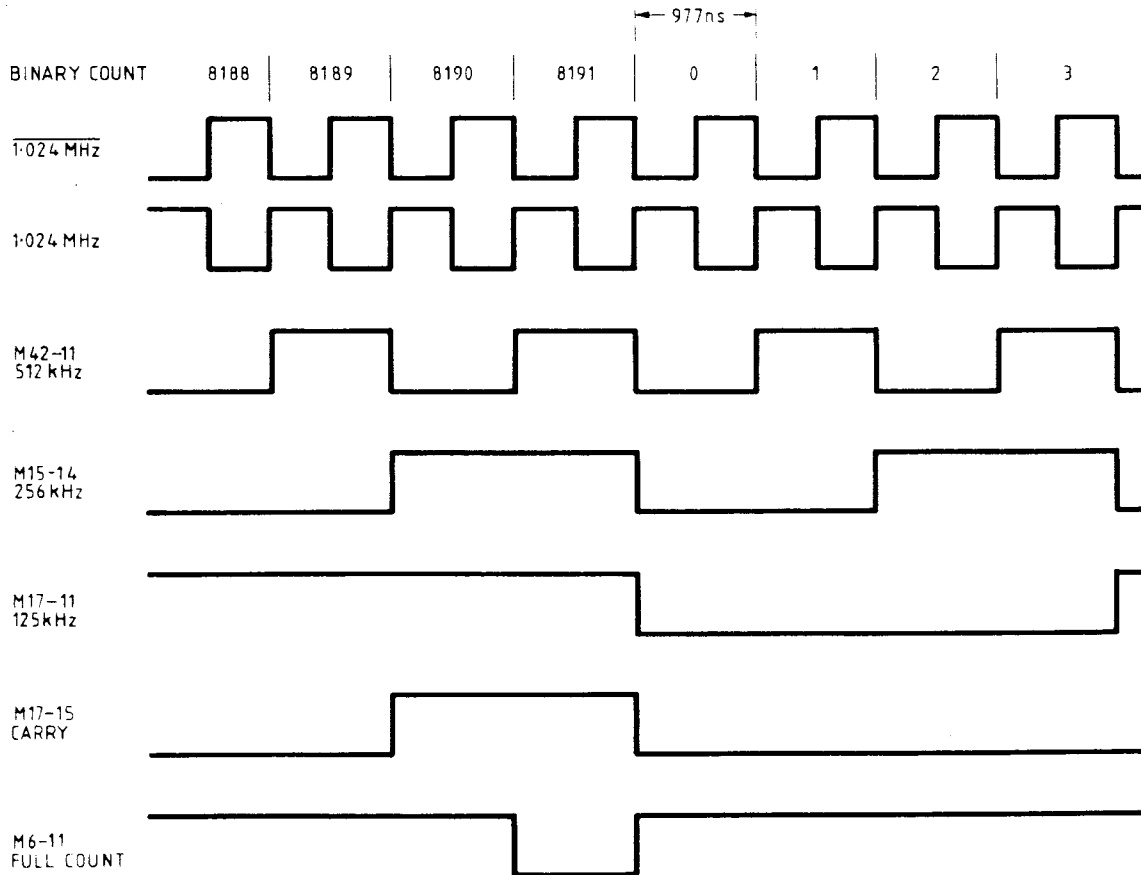 977ns
BINARY COUNT 8188 8189 8190 8191 0 1 2 3
1·024 MHz
1·024 MHz
M42-11
512 kHz
M15-14
256 kHz
M17-11
125kHz
M17-15
CARRY
M6-11
FULL COUNT